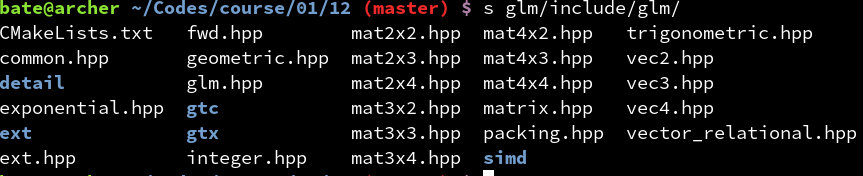 bate@archer ~/Codes/course/01/12 (master) $ s glm/include/glm/
CMakeLists.txt fwd.hpp mat2x2.hpp mat4x2.hpp trigonometric.hpp
common.hpp geometric.hpp mat2x3.hpp mat4x3.hpp vec2.hpp
detail glm.hpp mat2x4.hpp mat4x4.hpp vec3.hpp
exponential.hpp gtc mat3x2.hpp matrix.hpp vec4.hpp
ext gtx mat3x3.hpp packing.hpp vector_relational.hpp
ext.hpp integer.hpp mat3x4.hpp simd